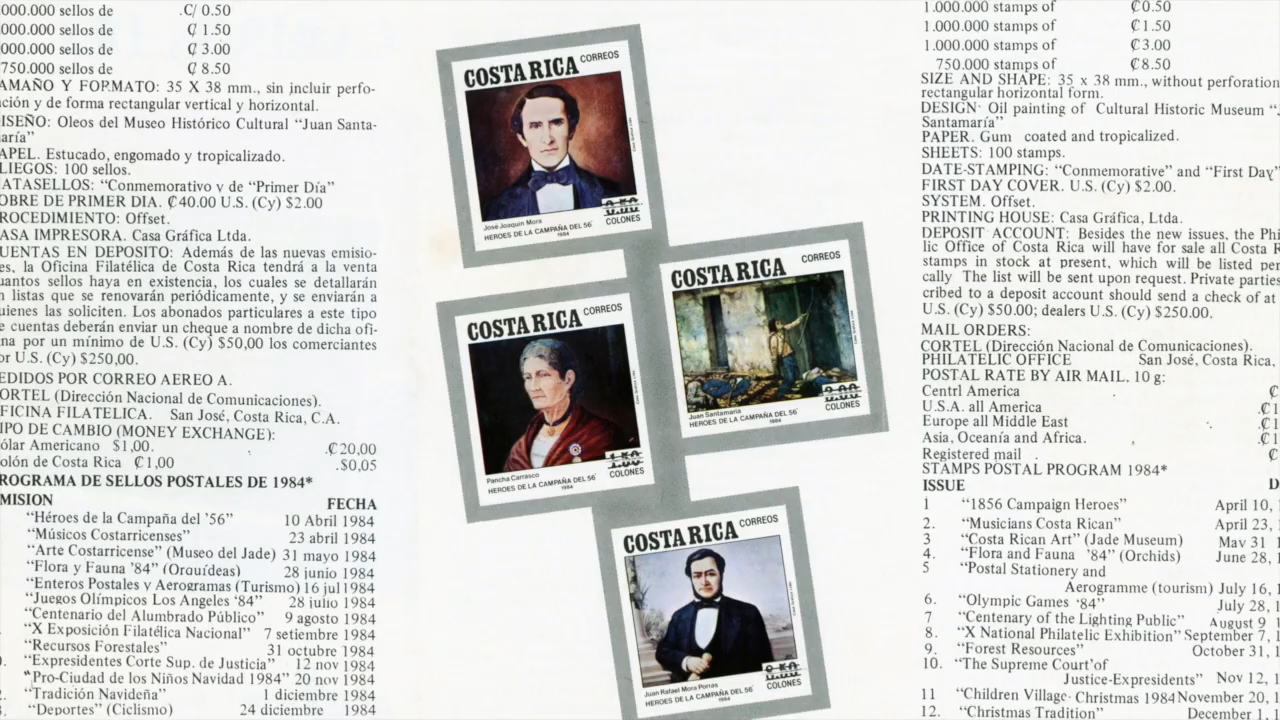 000.000 sellos de .C/ 0.50
000.000 sellos de ₡ 1.50
000.000 sellos de ₡ 3.00
750.000 sellos de ₡ 8.50
AMAÑO Y FORMATO: 35 X 38 mm., sin incluir perfo-
ción y de forma rectangular vertical y horizontal.
ISEÑO: Oleos del Museo Histórico Cultural “Juan Santa-
aría”
APEL. Estucado, engomado y tropicalizado.
LIEGOS: 100 sellos.
ATASELLOS: “Conmemorativo y de “Primer Día”
OBRE DE PRIMER DIA. ₡40.00 U.S. (Cy) $2.00
ROCEDIMIENTO: Offset.
ASA IMPRESORA. Casa Gráfica Ltda.
UENTAS EN DEPOSITO: Además de las nuevas emisio-
es, la Oficina Filatélica de Costa Rica tendrá a la venta
uantos sellos haya en existencia, los cuales se detallarán
n listas que se renovarán periódicamente, y se enviarán a
uienes las soliciten. Los abonados particulares a este tipo
e cuentas deberán enviar un cheque a nombre de dicha ofi-
na por un mínimo de U.S. (Cy) $50,00 los comerciantes
or U.S. (Cy) $250,00.
EDIDOS POR CORREO AEREO A.
ORTEL (Dirección Nacional de Comunicaciones).
FICINA FILATELICA. San José, Costa Rica, C.A.
IPO DE CAMBIO (MONEY EXCHANGE):
ólar Americano $1,00, .₡20,00
olón de Costa Rica ₡1,00 .$0,05
ROGRAMA DE SELLOS POSTALES DE 1984*
MISION FECHA
“Héroes de la Campaña del ’56” 10 Abril 1984
“Músicos Costarricenses” 23 abril 1984
“Arte Costarricense” (Museo del Jade) 31 mayo 1984
“Flora y Fauna ’84” (Orquídeas) 28 junio 1984
“Enteros Postales y Aerogramas (Turismo) 16 jul 1984
“Juegos Olímpicos Los Angeles ‘84” 28 julio 1984
“Centenario del Alumbrado Público” 9 agosto 1984
“X Exposición Filatélica Nacional” 7 setiembre 1984
“Recursos Forestales” 31 octubre 1984
“Expresidentes Corte Sup. de Justicia” 12 nov 1984
“Pro-Ciudad de los Niños Navidad 1984” 20 nov 1984
“Tradición Navideña” 1 diciembre 1984
“Deportes” (Ciclismo) 24 diciembre 1984
COSTA RICA CORREOS
José Joaquín Mora
COLONES
HEROES DE LA CAMPAÑA DEL 56'
1984
COSTA RICA CORREOS
Juan Santamaría
COLONES
HEROES DE LA CAMPAÑA DEL 56'
1984
COSTA RICA CORREOS
Pancha Carrasco
COLONES
HEROES DE LA CAMPAÑA DEL 56'
1984
COSTA RICA CORREOS
Juan Rafael Mora Porras
COLONES
HEROES DE LA CAMPAÑA DEL 56'
1984
1.000.000 stamps of ₡0.50
1.000.000 stamps of ₡1.50
1.000.000 stamps of ₡3.00
750.000 stamps of ₡8.50
SIZE AND SHAPE: 35 x 38 mm., without perforation
rectangular horizontal form.
DESIGN: Oil painting of Cultural Historic Museum “J
Santamaría”
PAPER. Gum coated and tropicalized.
SHEETS: 100 stamps.
DATE-STAMPING: “Conmemorative” and “First Day”
FIRST DAY COVER. U.S. (Cy) $2.00.
SYSTEM. Offset.
PRINTING HOUSE: Casa Gráfica, Ltda.
DEPOSIT ACCOUNT: Besides the new issues, the Phi
lic Office of Costa Rica will have for sale all Costa R
stamps in stock at present, which will be listed per
cally The list will be sent upon request. Private parties
cribed to a deposit account should send a check of at
U.S. (Cy) $50.00; dealers U.S. (Cy) $250.00.
MAIL ORDERS:
CORTEL (Dirección Nacional de Comunicaciones).
PHILATELIC OFFICE San José, Costa Rica,
POSTAL RATE BY AIR MAIL. 10 g:
Centrl America
U.S.A. all America ₡1
Europe all Middle East ₡1
Asia, Oceanía and Africa. .₡1
Registered mail ₡
STAMPS POSTAL PROGRAM 1984*
ISSUE D
1 “1856 Campaign Heroes” April 10,
2. “Musicians Costa Rican” April 23,
3 “Costa Rican Art” (Jade Museum) May 31, 1
4. “Flora and Fauna ’84” (Orchids) June 28, 1
5 “Postal Stationery and
Aerogramme (tourism) July 16, 1
6. “Olympic Games ‘84” July 28, 1
7 “Centenary of the Lighting Public” August 9 1
8. “X National Philatelic Exhibition” September 7, 1
9. “Forest Resources” October 31, 1
10. “The Supreme Court of
Justice-Expresidents” Nov 12, 1
11 “Children Village- Christmas 1984 November 20,
12. “Christmas Tradition” December 1, 1